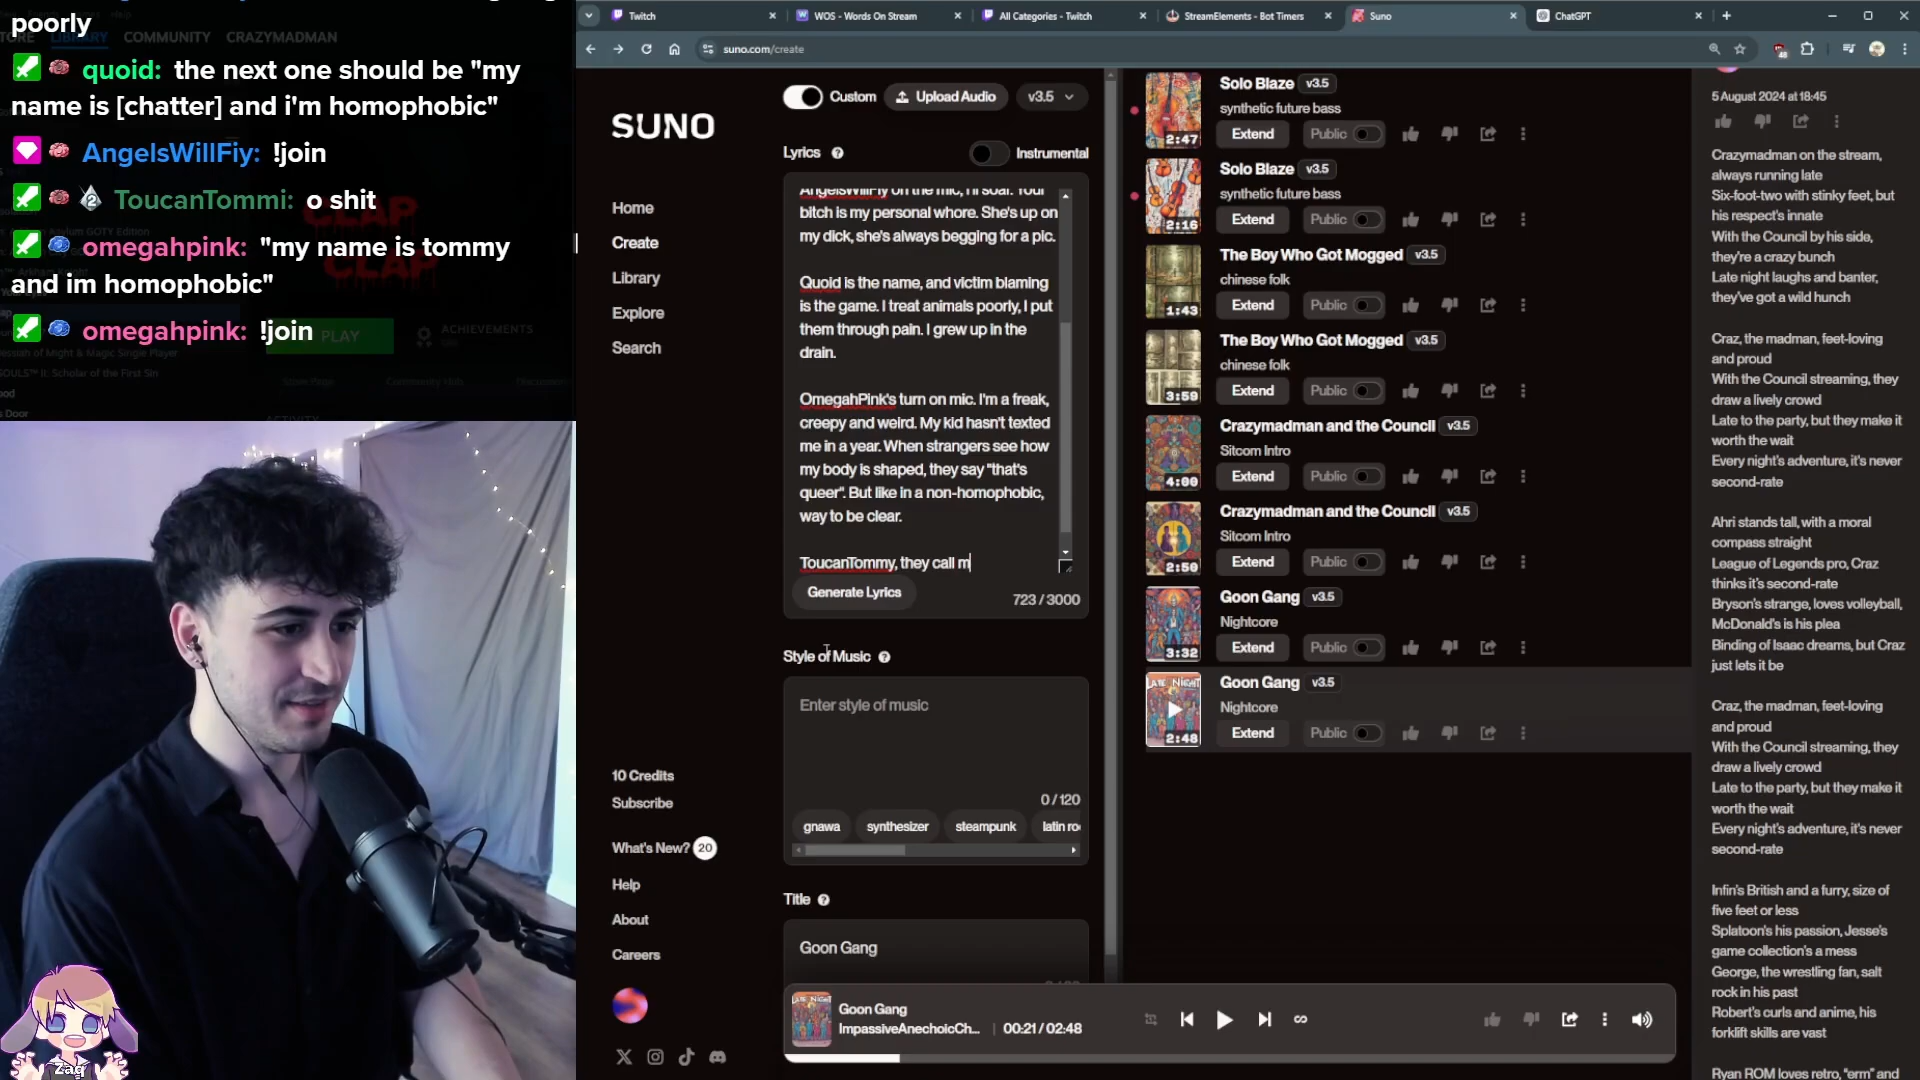 poorly
COMMUNITY CRAZYMADMAN
quoid: the next one should be "my
name is [chatter] and i'm homophobic"
AngelsWillFiy: !join
ToucanTommi: o shit
omegahpink: "my name is tommy
and im homophobic"
omegahpink: !join
CLAP
CLAP
PLAY
ACHIEVEMENTS
Zaq
Twitch
WOS - Words On Stream
All Categories - Twitch
StreamElements - Bot Timers
Suno
ChatGPT
suno.com/create
SUNO
Home
Create
Library
Explore
Search
10 Credits
Subscribe
What's New? 20
Help
About
Careers
Custom
Upload Audio
v3.5
Lyrics
Instrumental
AngelsWillFly on the mic, I'll soar. Your
bitch is my personal whore. She's up on
my dick, she's always begging for a pic.
Quoid is the name, and victim blaming
is the game. I treat animals poorly, I put
them through pain. I grew up in the
drain.
OmegahPink's turn on mic. I'm a freak,
creepy and weird. My kid hasn't texted
me in a year. When strangers see how
my body is shaped, they say "that's
queer". But like in a non-homophobic,
way to be clear.
ToucanTommy, they call m
Generate Lyrics
723 / 3000
Style of Music
Enter style of music
0 / 120
gnawa
synthesizer
steampunk
latin ro
Title
Goon Gang
Solo Blaze v3.5
synthetic future bass
2:47
Extend
Public
Solo Blaze v3.5
synthetic future bass
2:16
Extend
Public
The Boy Who Got Mogged v3.5
chinese folk
1:43
Extend
Public
The Boy Who Got Mogged v3.5
chinese folk
3:59
Extend
Public
Crazymadman and the Council v3.5
Sitcom Intro
4:00
Extend
Public
Crazymadman and the Council v3.5
Sitcom Intro
2:50
Extend
Public
Goon Gang v3.5
Nightcore
3:32
Extend
Public
Goon Gang v3.5
Nightcore
LATE NIGHT
2:48
Extend
Public
Goon Gang
ImpassiveAnechoicCh...
00:21 / 02:48
5 August 2024 at 18:45
Crazymadman on the stream,
always running late
Six-foot-two with stinky feet, but
his respect's innate
With the Council by his side,
they're a crazy bunch
Late night laughs and banter,
they've got a wild hunch
Craz, the madman, feet-loving
and proud
With the Council streaming, they
draw a lively crowd
Late to the party, but they make it
worth the wait
Every night's adventure, it's never
second-rate
Ahri stands tall, with a moral
compass straight
League of Legends pro, Craz
thinks it's second-rate
Bryson's strange, loves volleyball,
McDonald's is his plea
Binding of Isaac dreams, but Craz
just lets it be
Craz, the madman, feet-loving
and proud
With the Council streaming, they
draw a lively crowd
Late to the party, but they make it
worth the wait
Every night's adventure, it's never
second-rate
Infin's British and a furry, size of
five feet or less
Splatoon's his passion, Jesse's
game collection's a mess
George, the wrestling fan, salt
rock in his past
Robert's curls and anime, his
forklift skills are vast
Ryan ROM loves retro, "erm" and